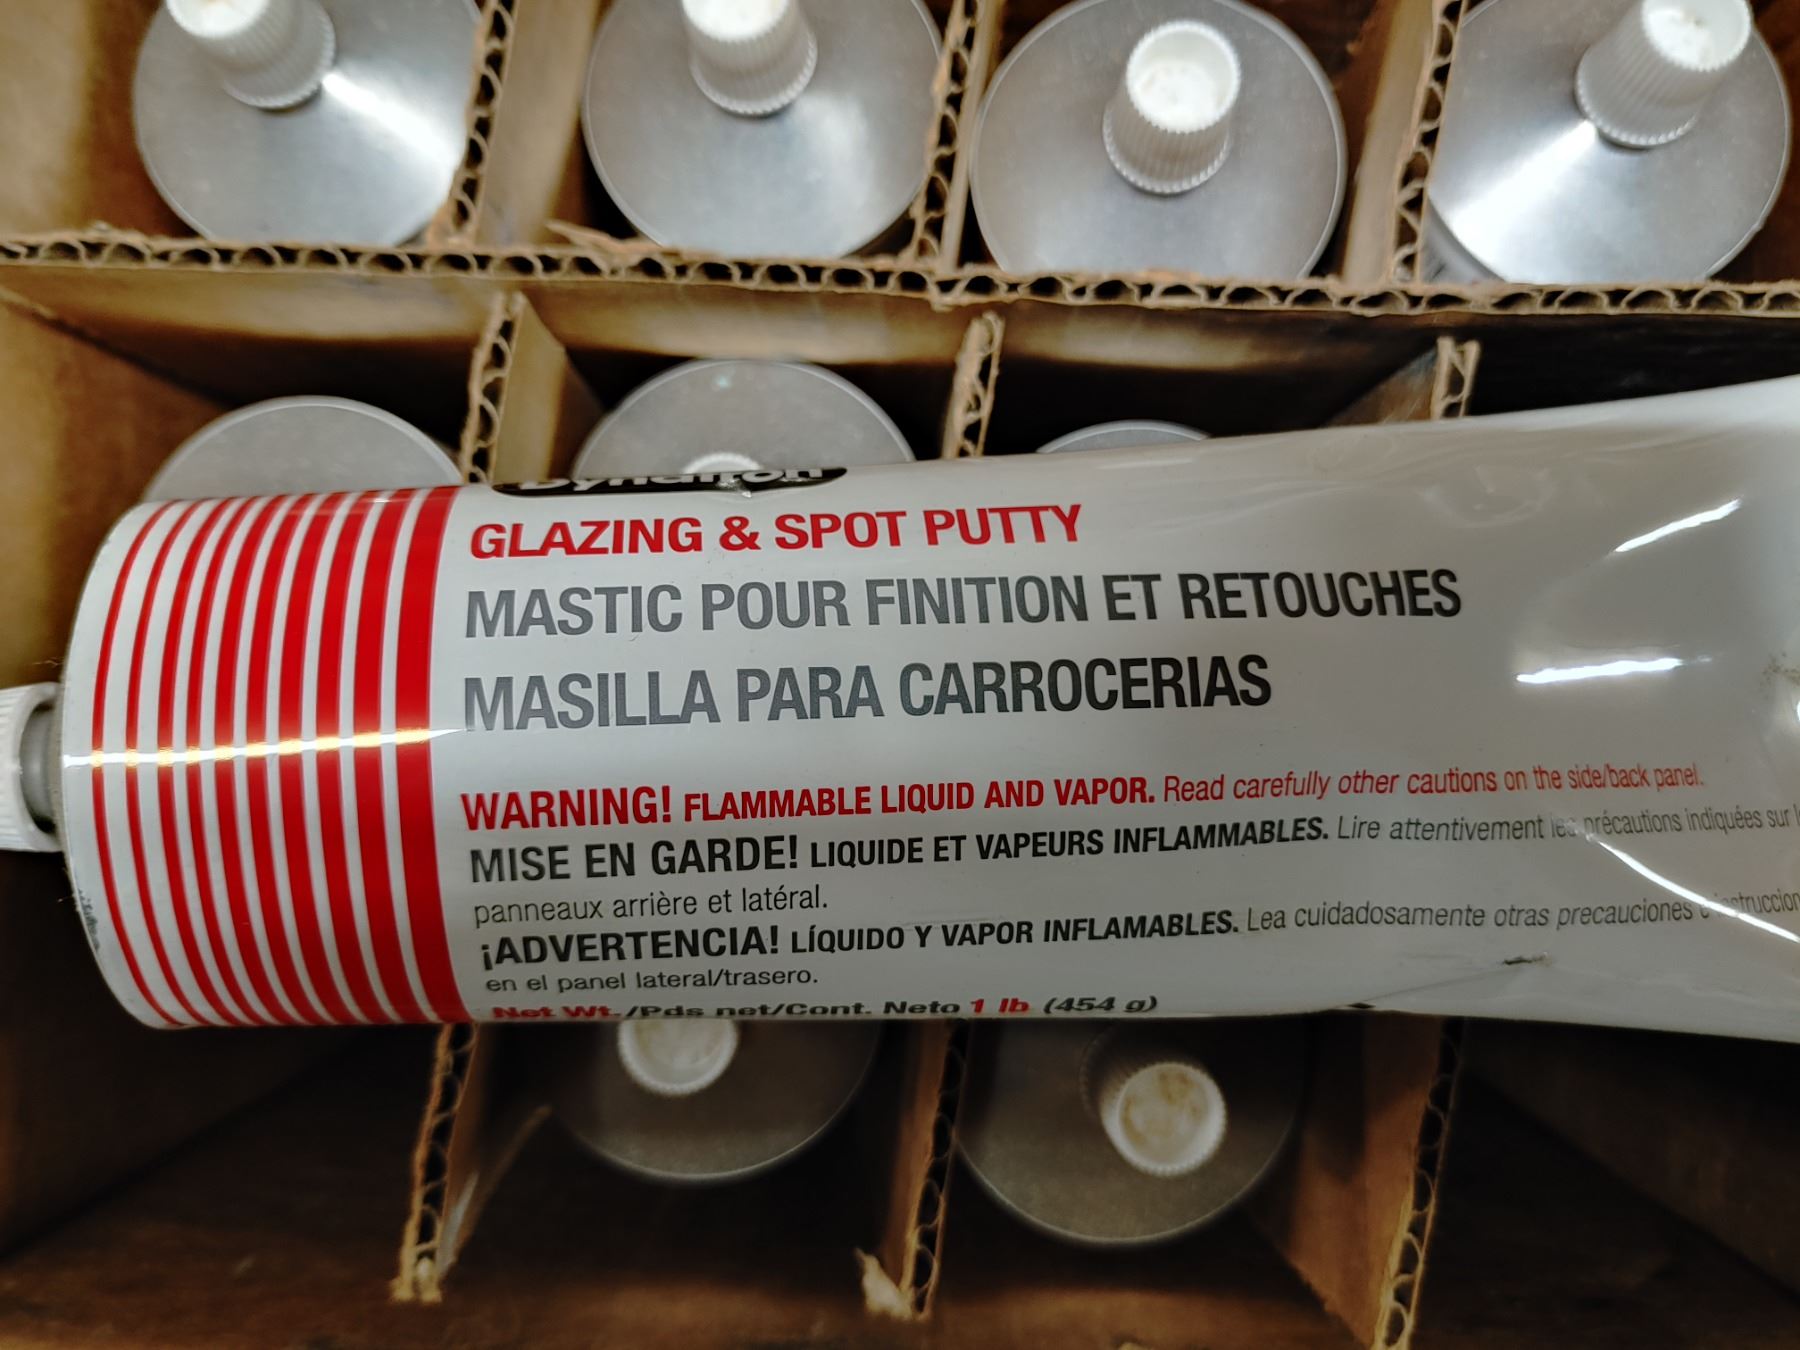 Dynatron
GLAZING & SPOT PUTTY
MASTIC POUR FINITION ET RETOUCHES
MASILLA PARA CARROCERIAS
WARNING! FLAMMABLE LIQUID AND VAPOR. Read carefully other cautions on the side/back panel.
MISE EN GARDE! LIQUIDE ET VAPEURS INFLAMMABLES. Lire attentivement les précautions indiquées sur
panneaux arrière et latéral.
¡ADVERTENCIA! LÍQUIDO Y VAPOR INFLAMABLES. Lea cuidadosamente otras precauciones
en el panel lateral/trasero.
Net Wt./Pds net/Cont. Neto 1 lb (454 g)